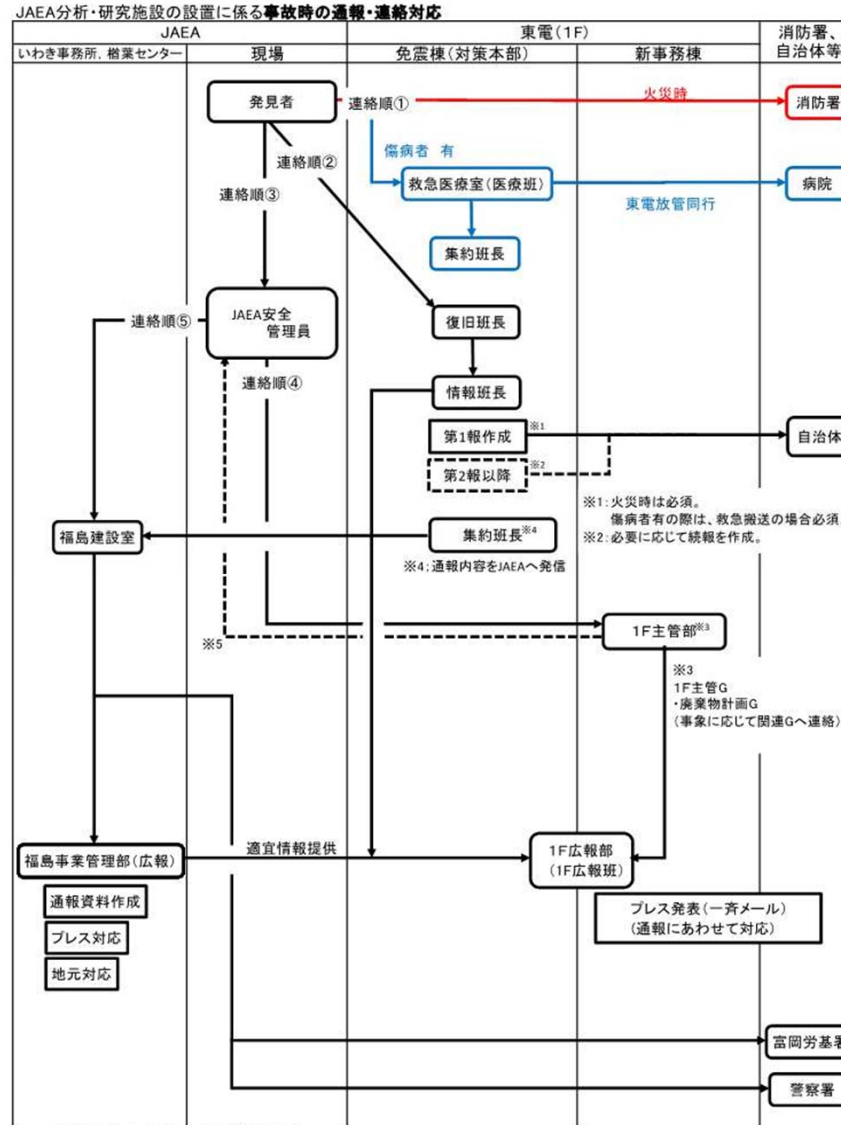 JAEA分析・研究施設の設置に係る事故時の通報・連絡対応
JAEA
東電(1F)
消防署、
自治体等
いわき事務所, 楢葉センター
現場
免震棟(対策本部)
新事務棟
発見者
連絡順①
火災時
消防署
連絡順②
傷病者 有
連絡順③
救急医療室(医療班)
病院
東電放管同行
集約班長
JAEA安全
管理員
復旧班長
連絡順⑤
連絡順④
情報班長
第1報作成
※1
自治体
第2報以降
※2
※1:火災時は必須。
傷病者有の際は、救急搬送の場合必須
※2:必要に応じて続報を作成。
福島建設室
集約班長※4
※4:通報内容をJAEAへ発信
1F主管部※3
※5
※3
1F主管G
・廃棄物計画G
(事象に応じて関連Gへ連絡)
福島事業管理部(広報)
適宜情報提供
1F広報部
(1F広報班)
通報資料作成
プレス対応
地元対応
プレス発表(一斉メール)
(通報にあわせて対応)
富岡労基署
警察署